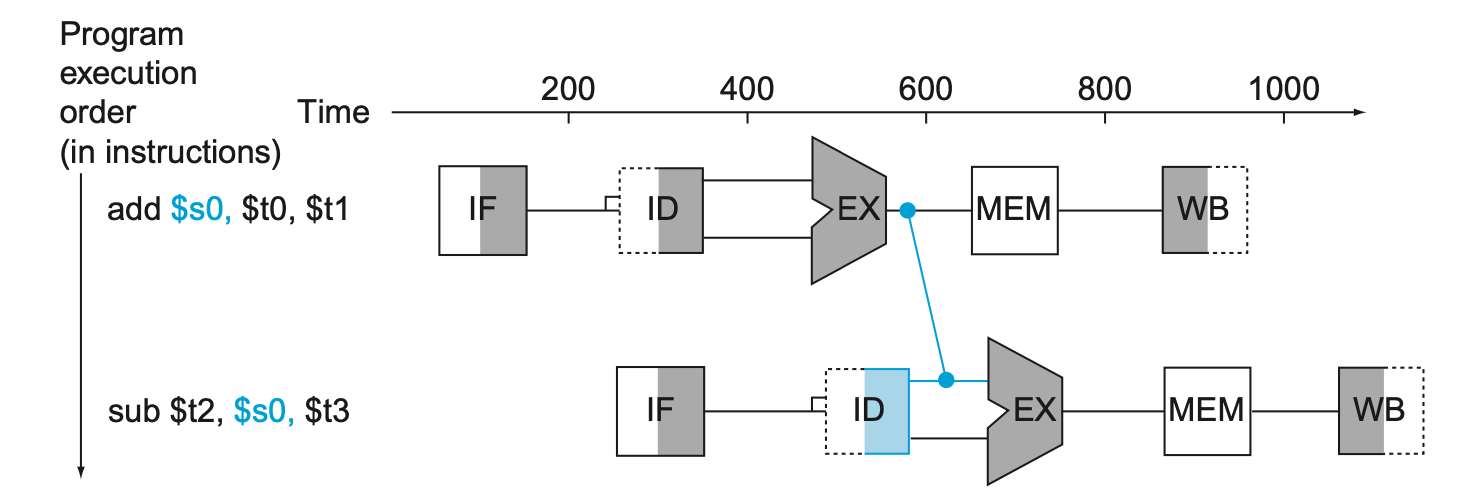 Program
execution
order
(in instructions)
Time
200 400 600 800 1000
add $s0, $t0, $t1
IF ID EX MEM WB
sub $t2, $s0, $t3
IF ID EX MEM WB